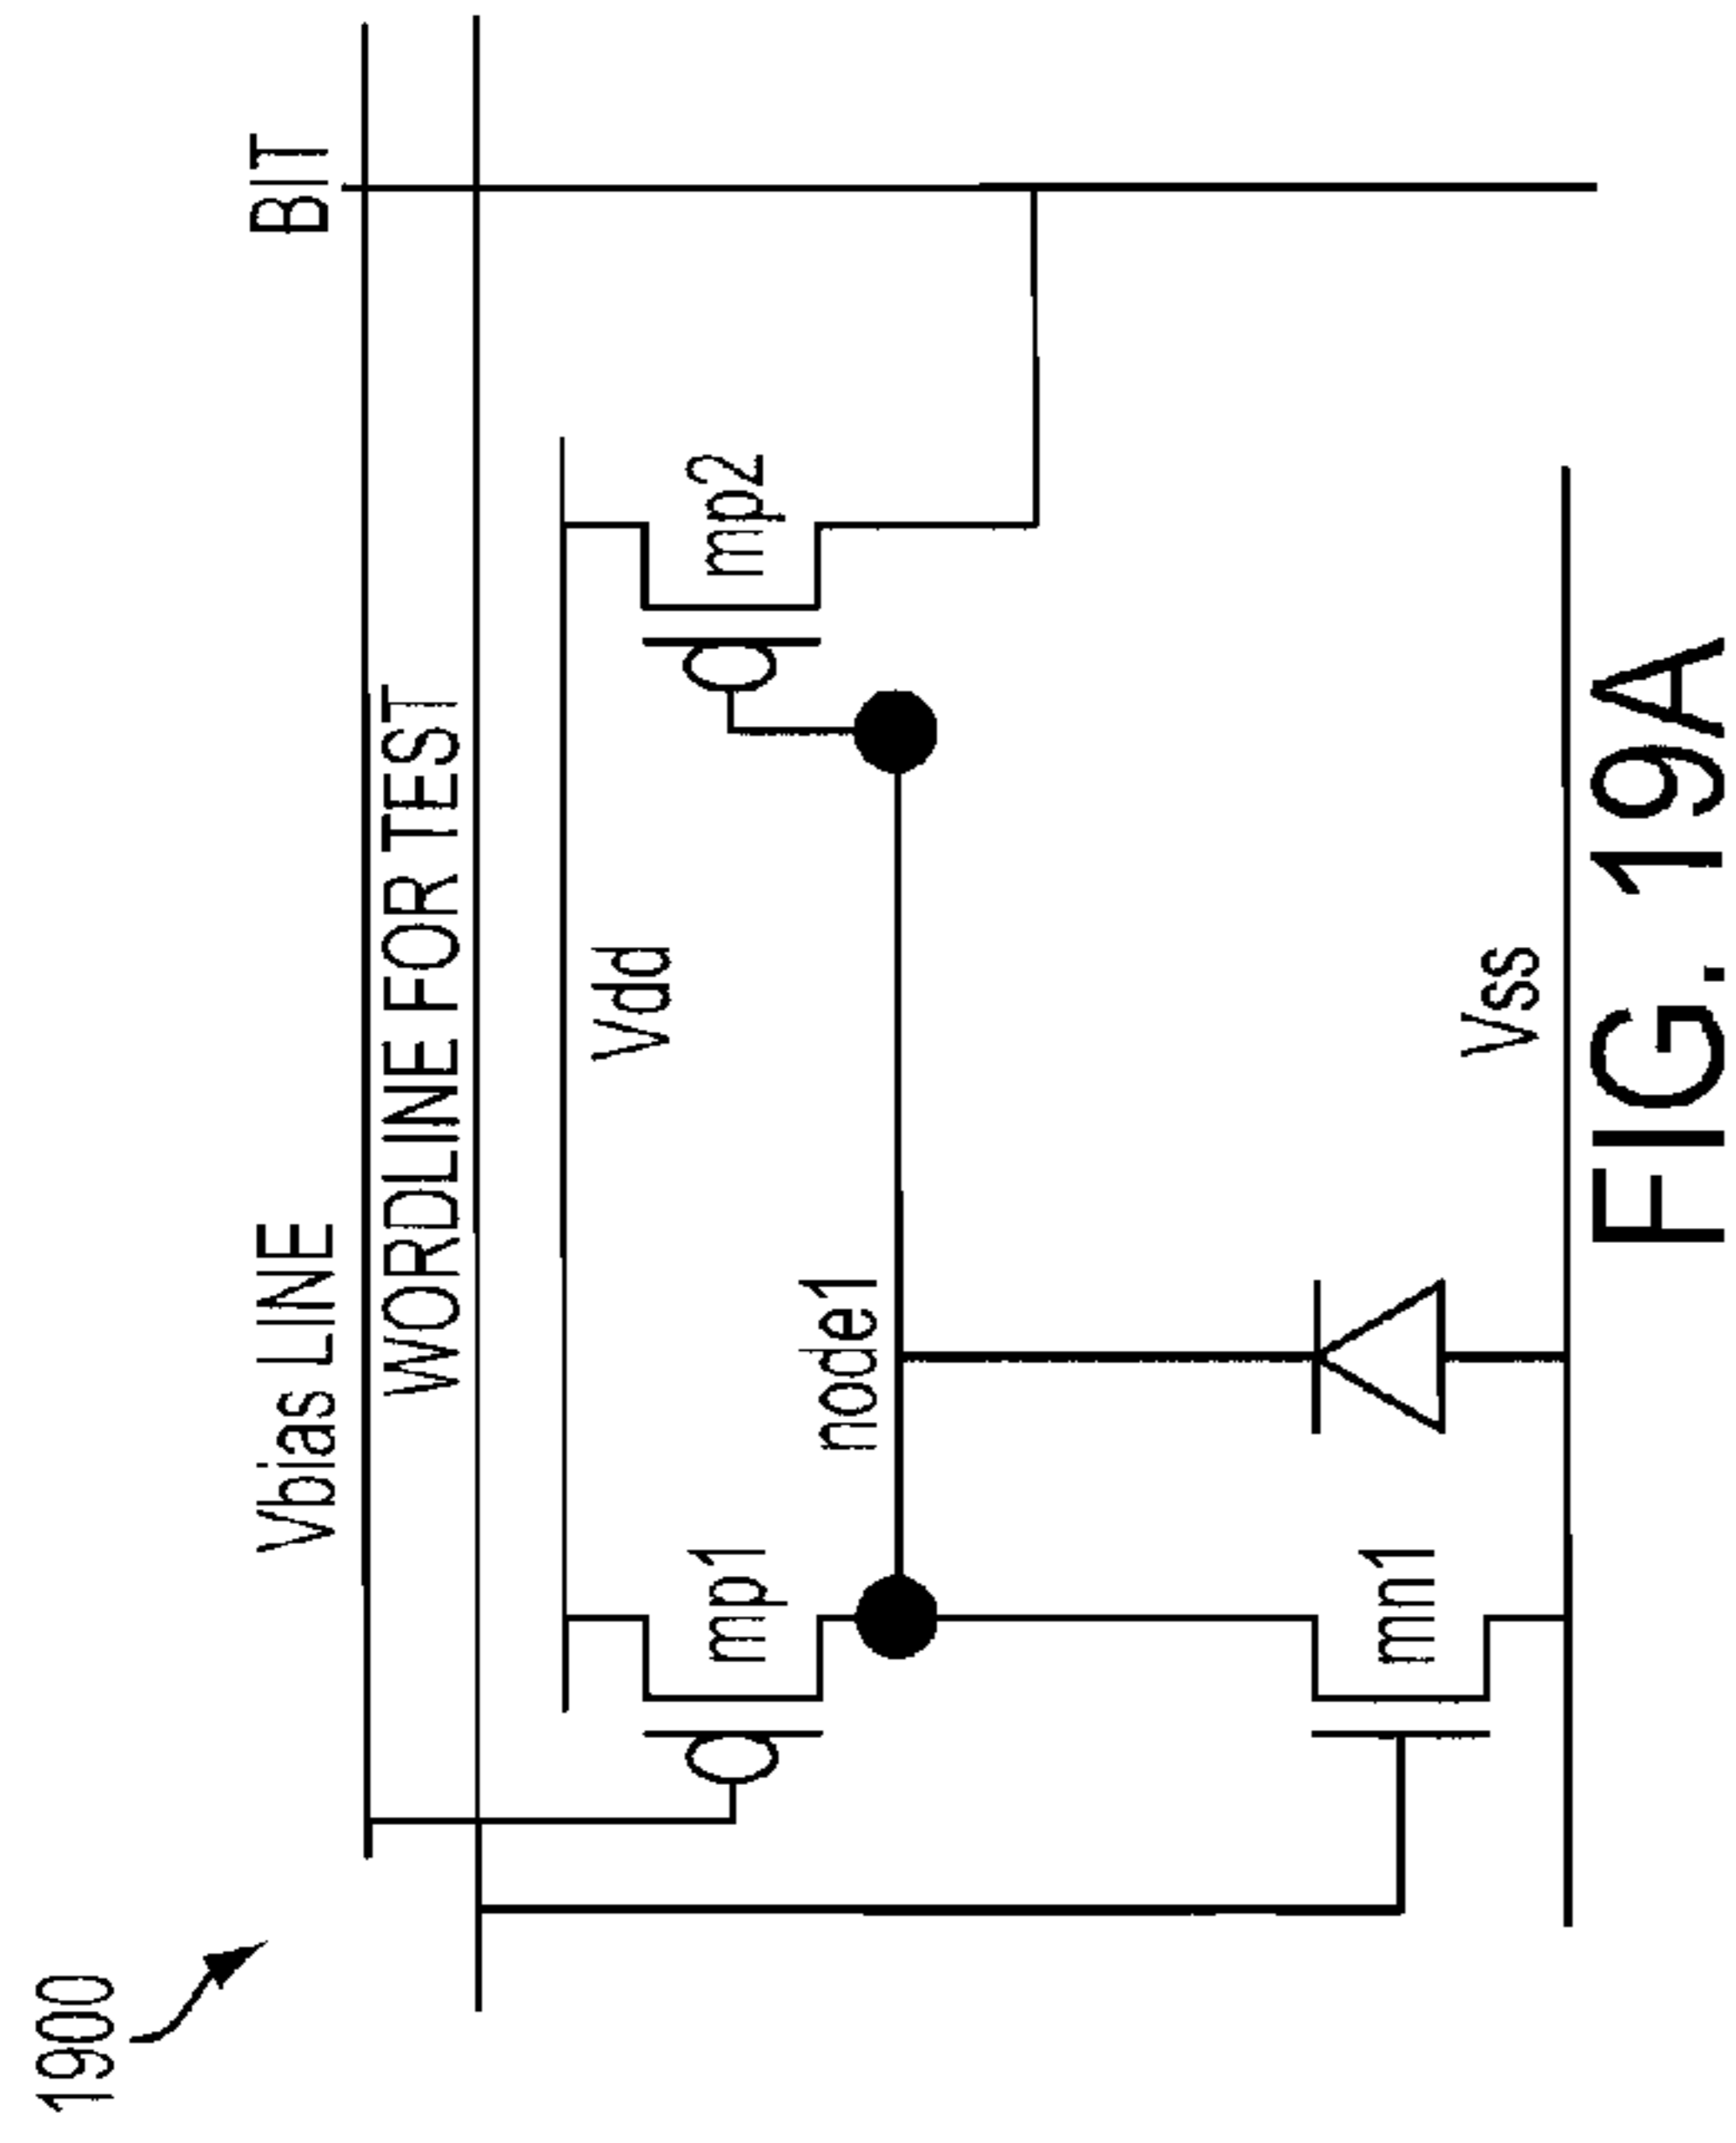 1900
Vbias LINE
BIT
WORDLINE FOR TEST
Vdd
mp1
mp2
node1
mn1
Vss
FIG. 19A